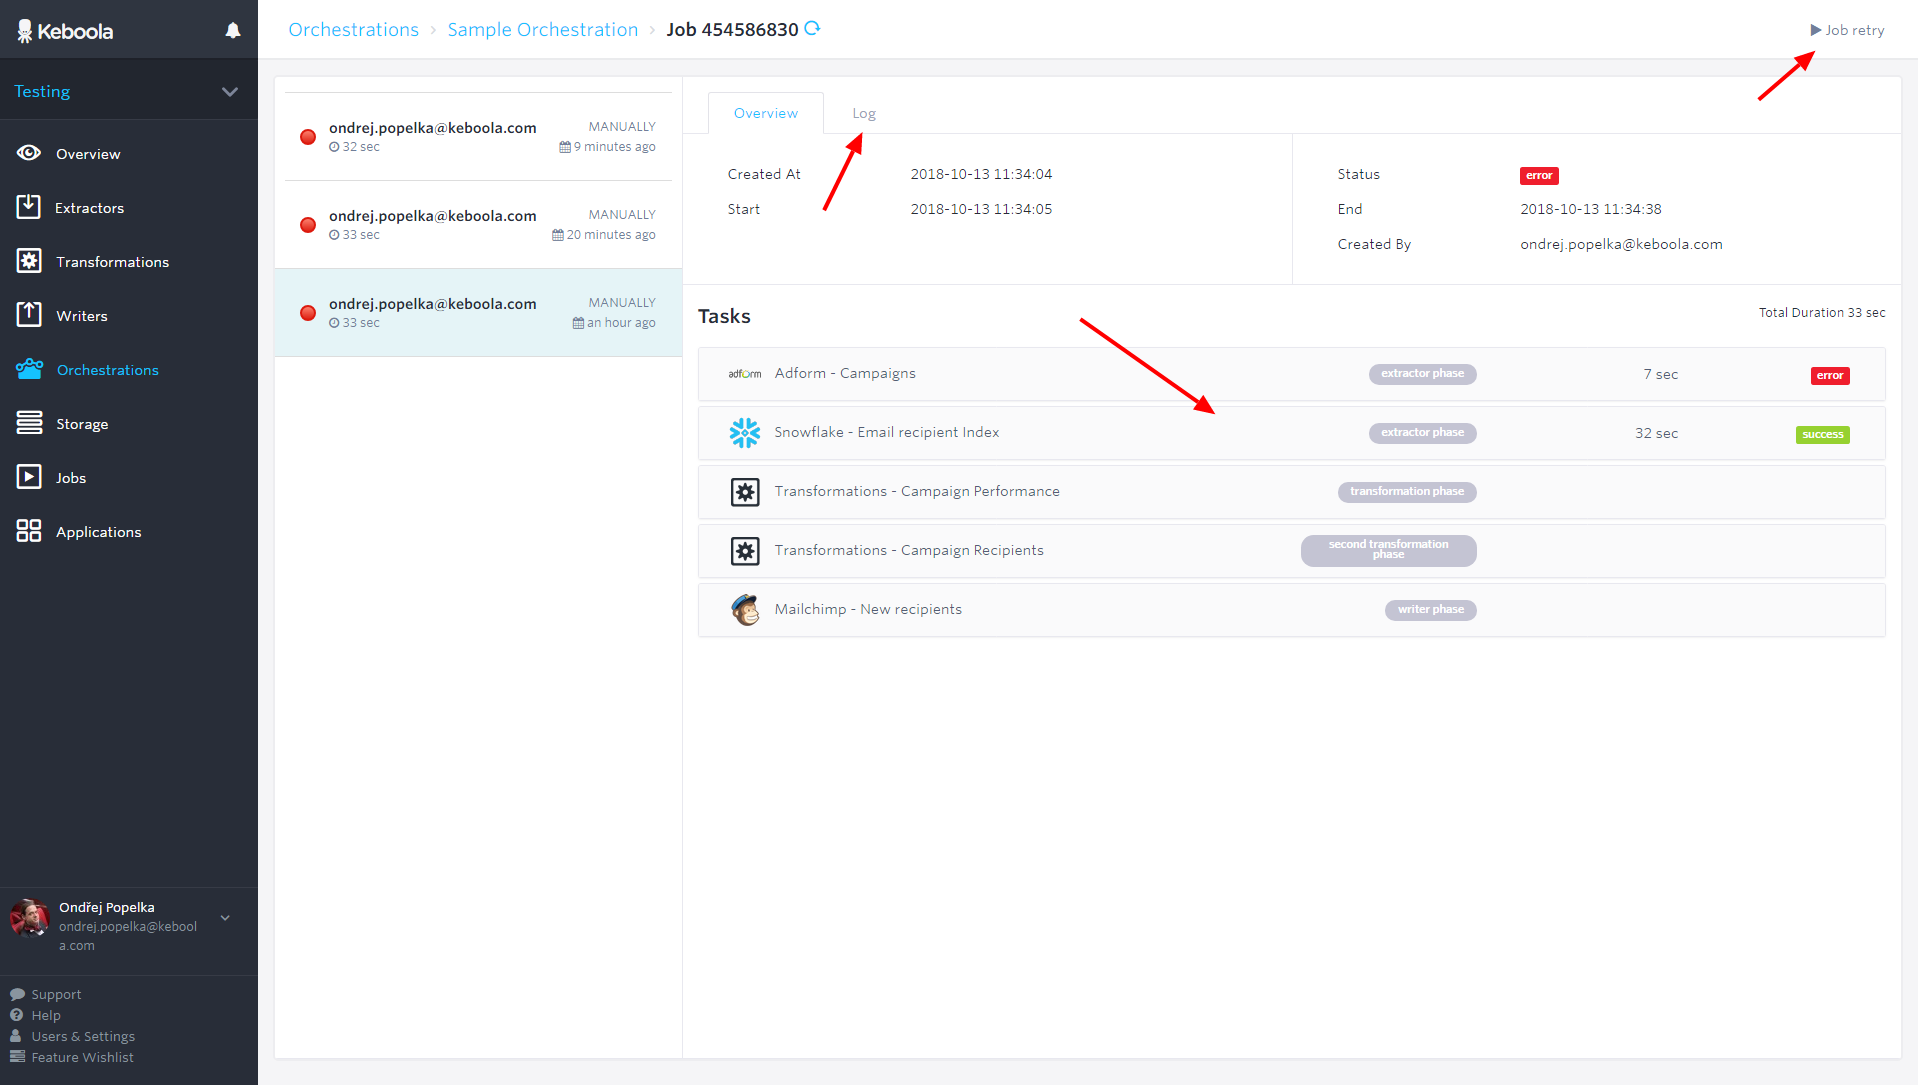 Keboola
Testing
Overview
Extractors
Transformations
Writers
Orchestrations
Storage
Jobs
Applications
Ondřej Popelka
ondrej.popelka@kebool
a.com
Support
Help
Users & Settings
Feature Wishlist
Orchestrations › Sample Orchestration › Job 454586830
Job retry
ondrej.popelka@keboola.com MANUALLY
32 sec 9 minutes ago
ondrej.popelka@keboola.com MANUALLY
33 sec 20 minutes ago
ondrej.popelka@keboola.com MANUALLY
33 sec an hour ago
Overview Log
Created At 2018-10-13 11:34:04
Start 2018-10-13 11:34:05
Status error
End 2018-10-13 11:34:38
Created By ondrej.popelka@keboola.com
Tasks Total Duration 33 sec
adform Adform - Campaigns extractor phase 7 sec error
Snowflake - Email recipient Index extractor phase 32 sec success
Transformations - Campaign Performance transformation phase
Transformations - Campaign Recipients second transformation
phase
Mailchimp - New recipients writer phase